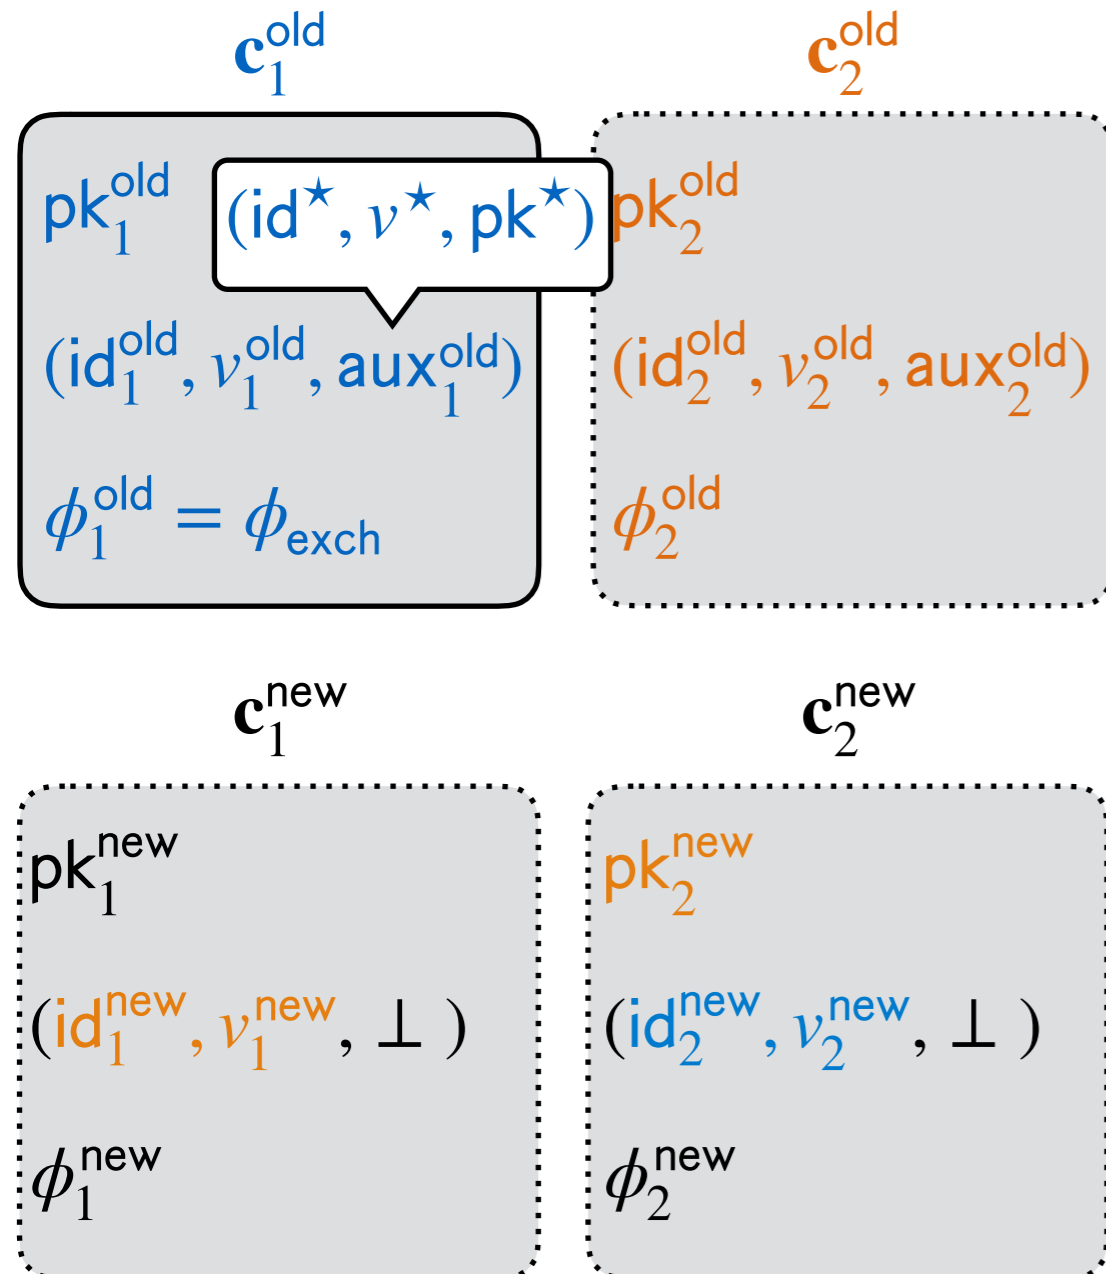 c₁^old
c₂^old
pk₁^old
(id★, v★, pk★)
pk₂^old
(id₁^old, v₁^old, aux₁^old)
(id₂^old, v₂^old, aux₂^old)
ϕ₁^old = ϕ_exch
ϕ₂^old
c₁^new
c₂^new
pk₁^new
pk₂^new
(id₁^new, v₁^new, ⊥ )
(id₂^new, v₂^new, ⊥ )
ϕ₁^new
ϕ₂^new